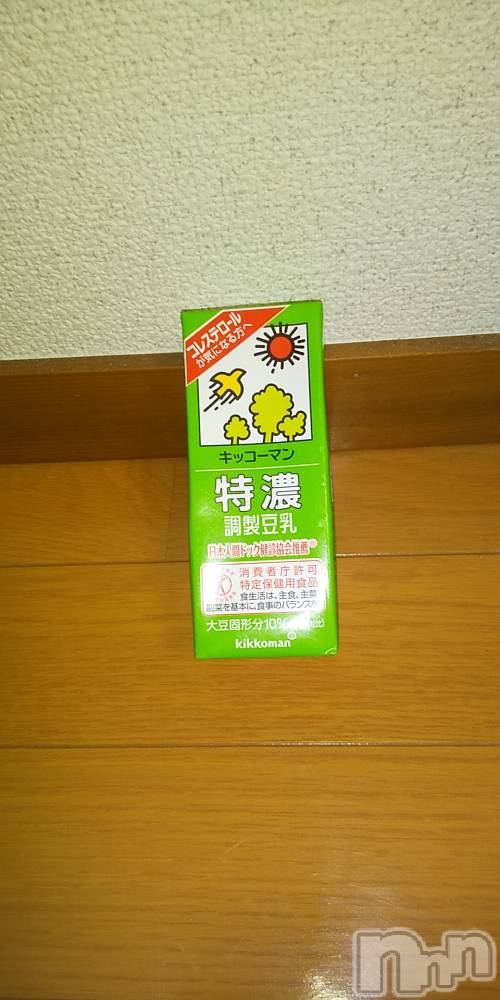 コレステロール
が気になる方へ
キッコーマン
特濃
調製豆乳
日本人間ドック健診協会推薦
消費者庁許可
特定保健用食品
食生活は、主食、主菜
副菜を基本に、食事のバランスを
大豆固形分10%
kikkoman
nnn